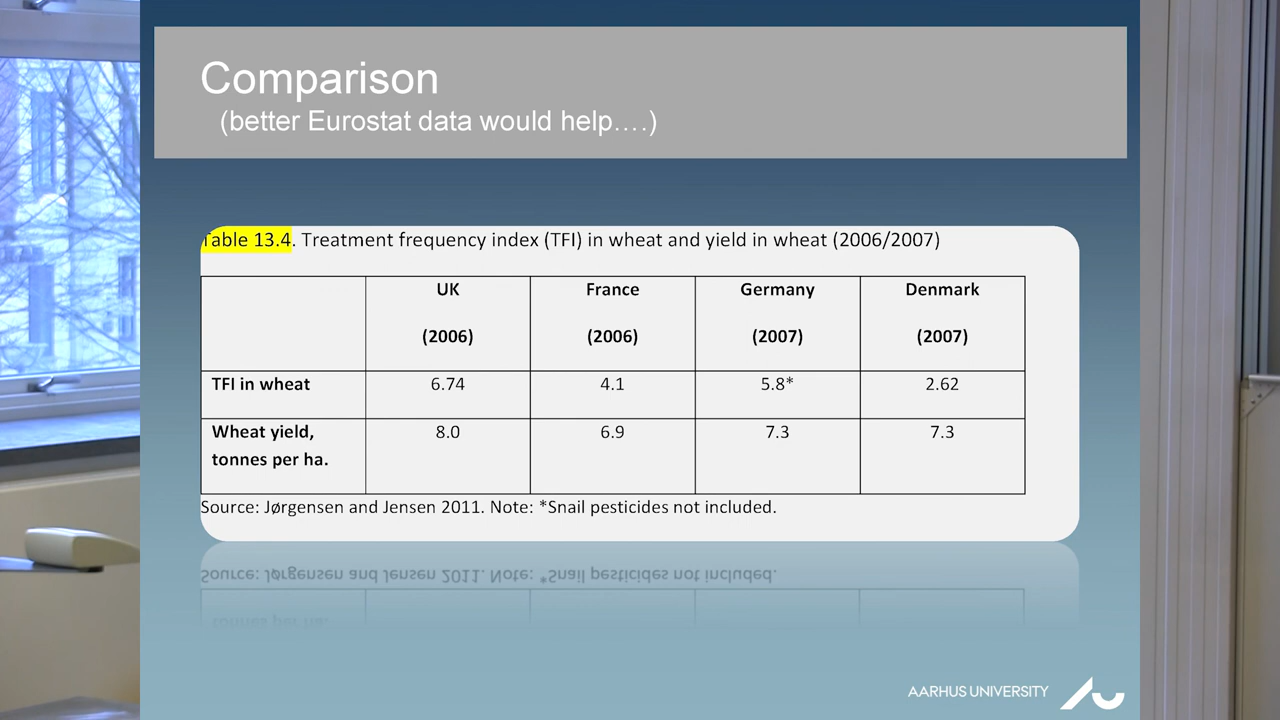 Comparison
(better Eurostat data would help….)
Table 13.4. Treatment frequency index (TFI) in wheat and yield in wheat (2006/2007)
UK France Germany Denmark
(2006) (2006) (2007) (2007)
TFI in wheat 6.74 4.1 5.8* 2.62
Wheat yield, 8.0 6.9 7.3 7.3
tonnes per ha.
Source: Jørgensen and Jensen 2011. Note: *Snail pesticides not included.
AARHUS UNIVERSITY